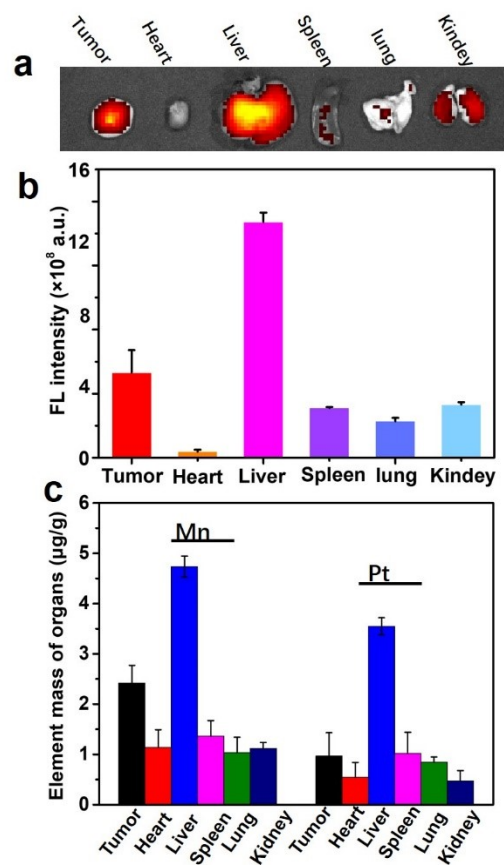 Tumor Heart Liver Spleen lung Kindey
a
b
16
12
8
4
0
FL intensity (×10⁸ a.u.)
Tumor Heart Liver Spleen lung Kindey
c
6
5
4
3
2
1
0
Element mass of organs (μg/g)
Mn
Pt
Tumor Heart Liver Spleen Lung Kidney Tumor Heart Liver Spleen Lung Kidney